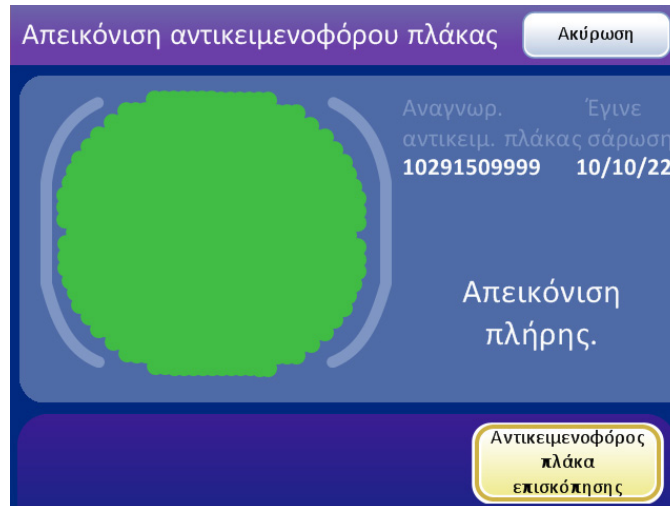 Απεικόνιση αντικειμενοφόρου πλάκας
Ακύρωση
Αναγνωρ. Έγινε
αντικειμ. πλάκας σάρωση
10291509999 10/10/22
Απεικόνιση
πλήρης.
Αντικειμενοφόρος
πλάκα
επισκόπησης